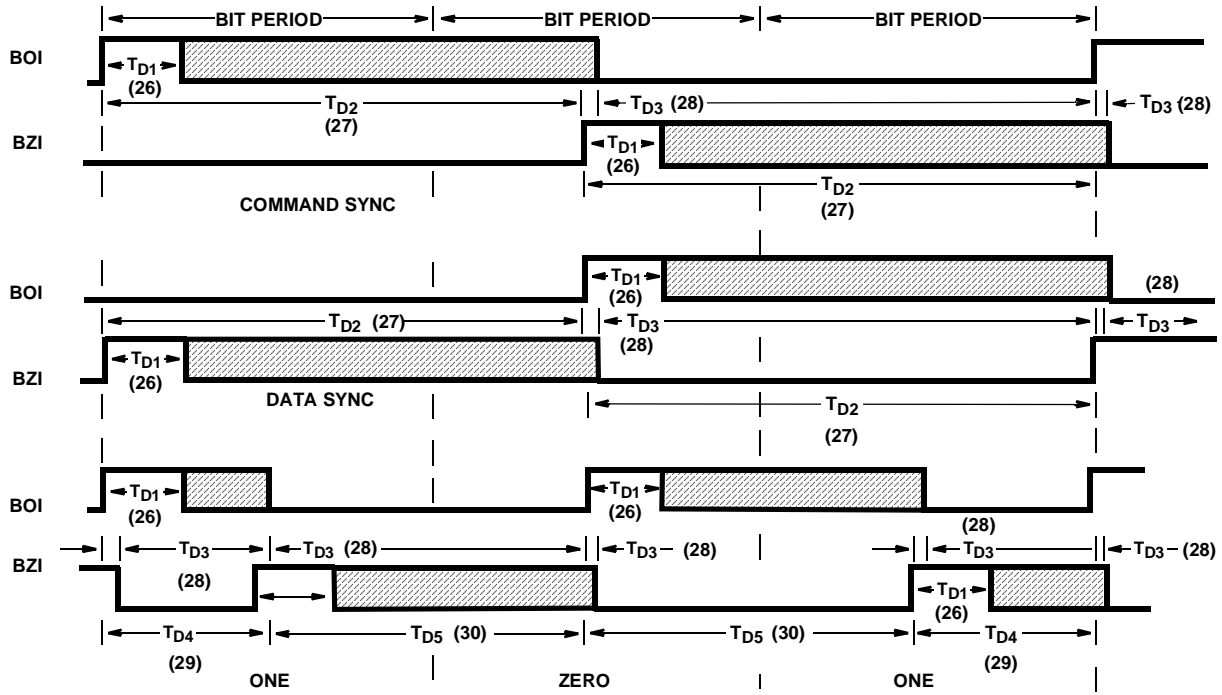 BIT PERIOD BIT PERIOD BIT PERIOD
BOI
TD1
(26)
TD2
(27)
TD3 (28)
TD3 (28)
BZI
TD1
(26)
TD2
(27)
COMMAND SYNC
BOI
TD1
(26)
(28)
TD2 (27)
TD3
(28)
TD3
BZI
TD1
(26)
DATA SYNC
TD2
(27)
BOI
TD1
(26)
TD1
(26)
(28)
BZI
TD3
(28)
TD3 (28)
TD3 (28)
TD3
TD3 (28)
TD1
(26)
TD4
(29)
TD5 (30)
TD5 (30)
TD4
(29)
ONE ZERO ONE